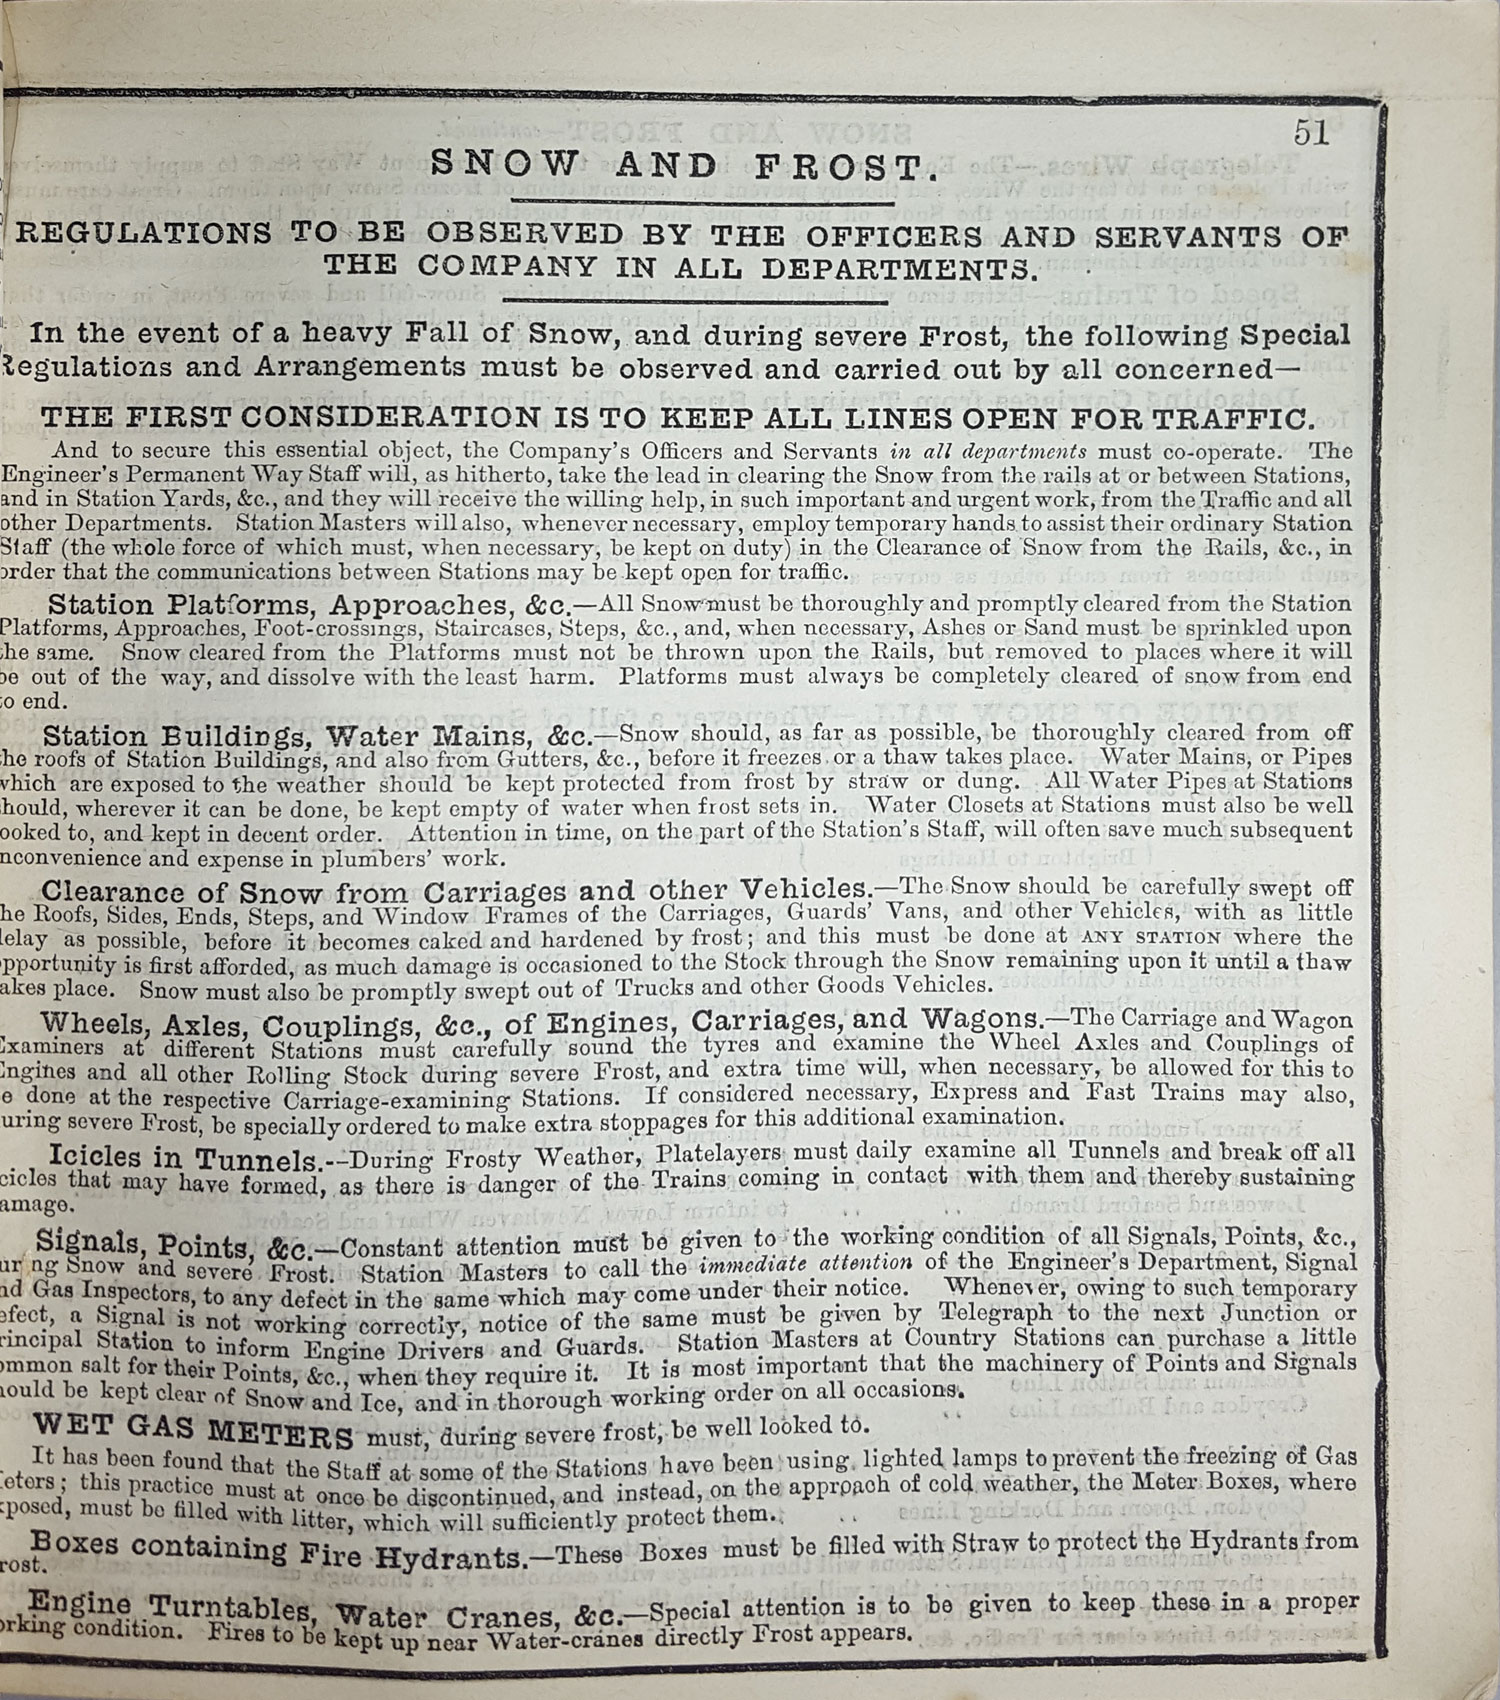 51
SNOW AND FROST.
REGULATIONS TO BE OBSERVED BY THE OFFICERS AND SERVANTS OF
THE COMPANY IN ALL DEPARTMENTS.
In the event of a heavy Fall of Snow, and during severe Frost, the following Special
Regulations and Arrangements must be observed and carried out by all concerned—
THE FIRST CONSIDERATION IS TO KEEP ALL LINES OPEN FOR TRAFFIC.
And to secure this essential object, the Company's Officers and Servants in all departments must co-operate. The
Engineer's Permanent Way Staff will, as hitherto, take the lead in clearing the Snow from the rails at or between Stations,
and in Station Yards, &c., and they will receive the willing help, in such important and urgent work, from the Traffic and all
other Departments. Station Masters will also, whenever necessary, employ temporary hands to assist their ordinary Station
Staff (the whole force of which must, when necessary, be kept on duty) in the Clearance of Snow from the Rails, &c., in
order that the communications between Stations may be kept open for traffic.
Station Platforms, Approaches, &c.—All Snow must be thoroughly and promptly cleared from the Station
Platforms, Approaches, Foot-crossings, Staircases, Steps, &c., and, when necessary, Ashes or Sand must be sprinkled upon
he same. Snow cleared from the Platforms must not be thrown upon the Rails, but removed to places where it will
be out of the way, and dissolve with the least harm. Platforms must always be completely cleared of snow from end
to end.
Station Buildings, Water Mains, &c.—Snow should, as far as possible, be thoroughly cleared from off
he roofs of Station Buildings, and also from Gutters, &c., before it freezes or a thaw takes place. Water Mains, or Pipes
which are exposed to the weather should be kept protected from frost by straw or dung. All Water Pipes at Stations
hould, wherever it can be done, be kept empty of water when frost sets in. Water Closets at Stations must also be well
ooked to, and kept in decent order. Attention in time, on the part of the Station's Staff, will often save much subsequent
nconvenience and expense in plumbers' work.
Clearance of Snow from Carriages and other Vehicles.—The Snow should be carefully swept off
he Roofs, Sides, Ends, Steps, and Window Frames of the Carriages, Guards' Vans, and other Vehicles, with as little
delay as possible, before it becomes caked and hardened by frost; and this must be done at ANY STATION where the
pportunity is first afforded, as much damage is occasioned to the Stock through the Snow remaining upon it until a thaw
akes place. Snow must also be promptly swept out of Trucks and other Goods Vehicles.
Wheels, Axles, Couplings, &c., of Engines, Carriages, and Wagons.—The Carriage and Wagon
Examiners at different Stations must carefully sound the tyres and examine the Wheel Axles and Couplings of
Engines and all other Rolling Stock during severe Frost, and extra time will, when necessary, be allowed for this to
e done at the respective Carriage-examining Stations. If considered necessary, Express and Fast Trains may also,
uring severe Frost, be specially ordered to make extra stoppages for this additional examination.
Icicles in Tunnels.--During Frosty Weather, Platelayers must daily examine all Tunnels and break off all
cicles that may have formed, as there is danger of the Trains coming in contact with them and thereby sustaining
amage.
Signals, Points, &c.—Constant attention must be given to the working condition of all Signals, Points, &c.,
ur ng Snow and severe Frost. Station Masters to call the immediate attention of the Engineer's Department, Signal
nd Gas Inspectors, to any defect in the same which may come under their notice. Whenever, owing to such temporary
efect, a Signal is not working correctly, notice of the same must be given by Telegraph to the next Junction or
rincipal Station to inform Engine Drivers and Guards. Station Masters at Country Stations can purchase a little
ommon salt for their Points, &c., when they require it. It is most important that the machinery of Points and Signals
hould be kept clear of Snow and Ice, and in thorough working order on all occasions.
WET GAS METERS must, during severe frost, be well looked to.
It has been found that the Staff at some of the Stations have been using lighted lamps to prevent the freezing of Gas
eters; this practice must at once be discontinued, and instead, on the approach of cold weather, the Meter Boxes, where
xposed, must be filled with litter, which will sufficiently protect them.
Boxes containing Fire Hydrants.—These Boxes must be filled with Straw to protect the Hydrants from
rost.
Engine Turntables, Water Cranes, &c.—Special attention is to be given to keep these in a proper
orking condition. Fires to be kept up near Water-cranes directly Frost appears.